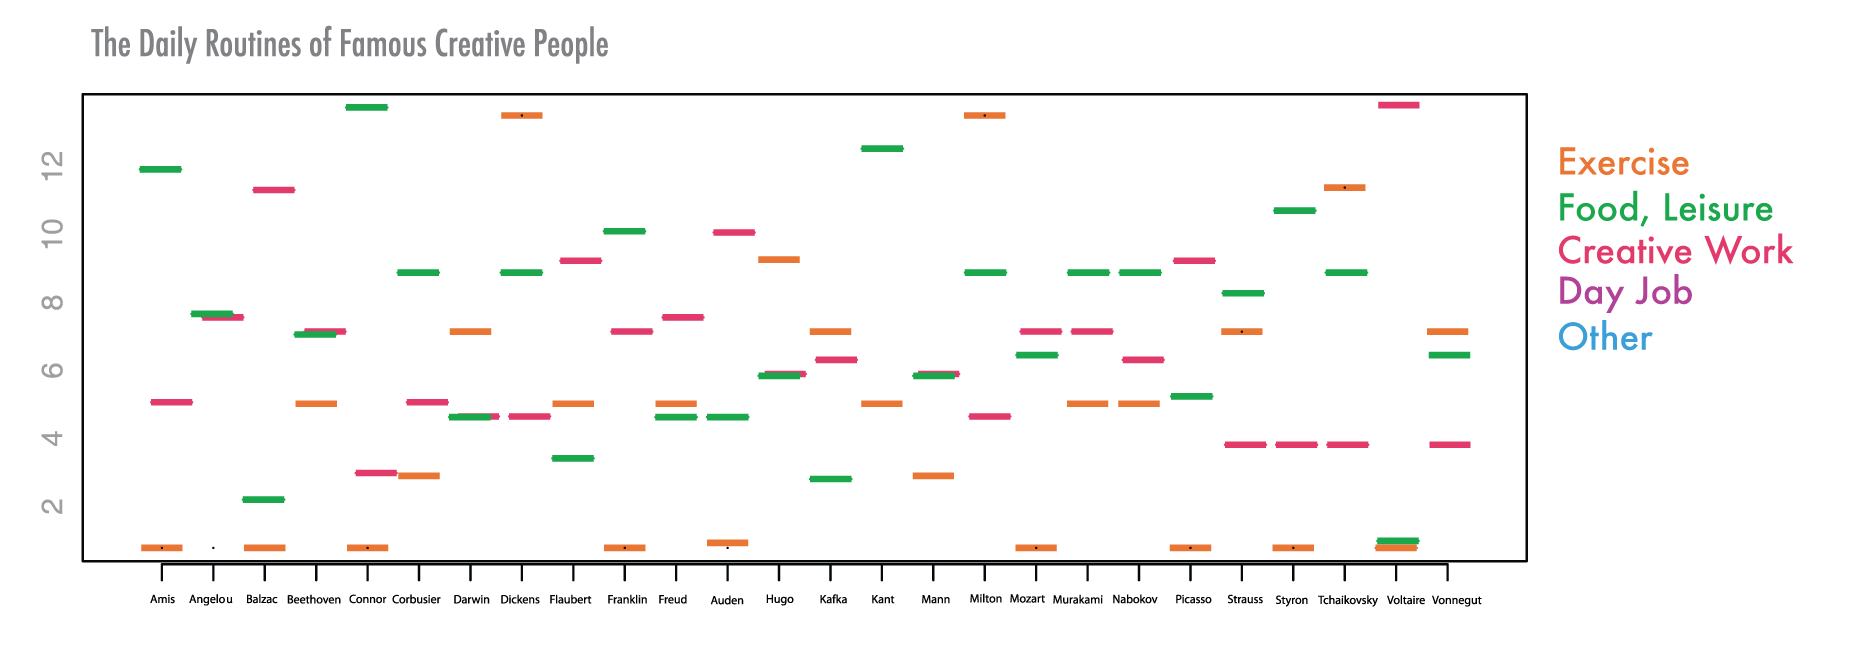 The Daily Routines of Famous Creative People
12
10
8
6
4
2
Amis Angelou Balzac Beethoven Connor Corbusier Darwin Dickens Flaubert Franklin Freud Auden Hugo Kafka Kant Mann Milton Mozart Murakami Nabokov Picasso Strauss Styron Tchaikovsky Voltaire Vonnegut
Exercise
Food, Leisure
Creative Work
Day Job
Other